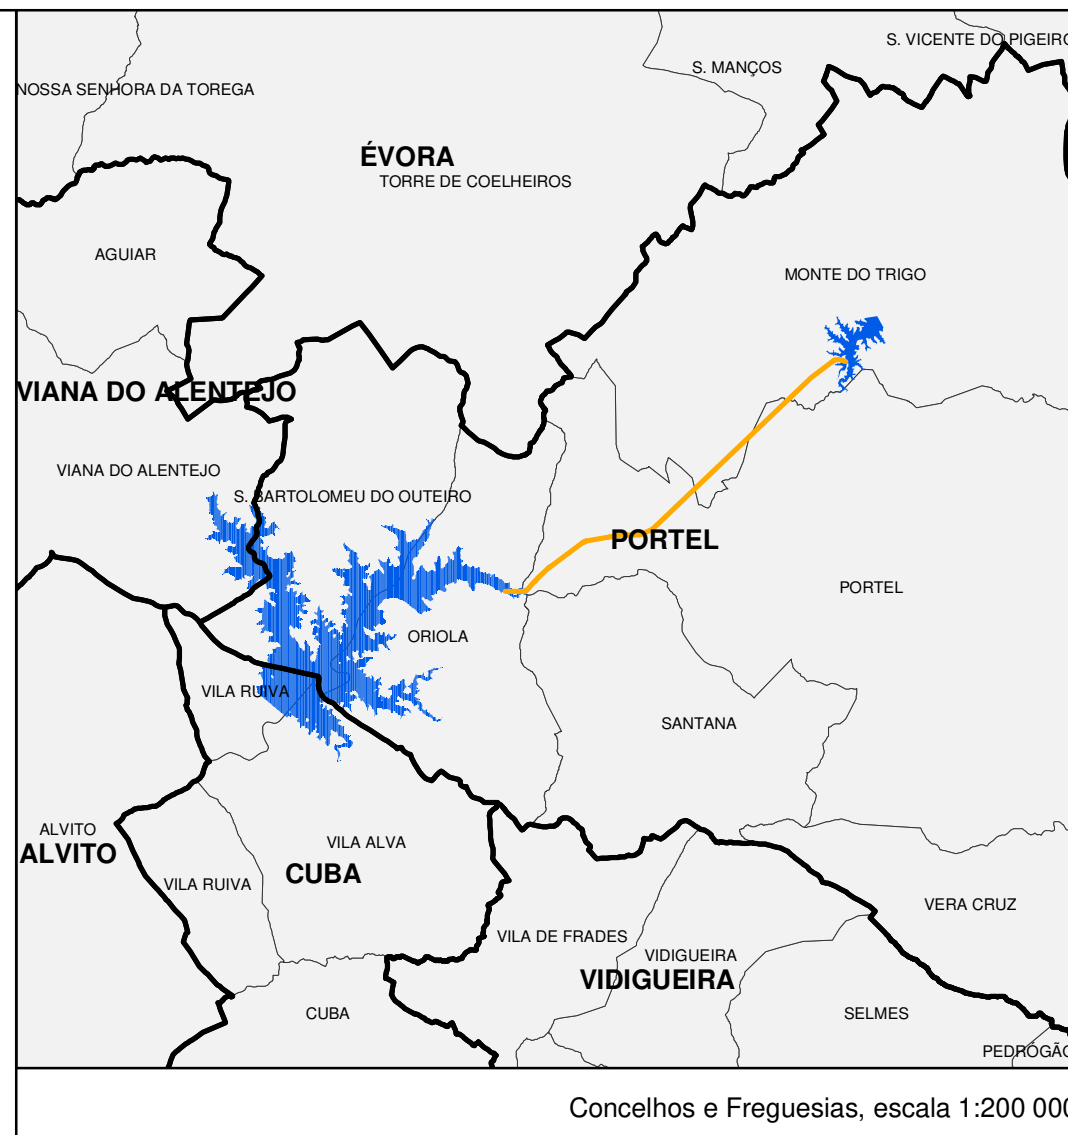 S. VICENTE DO PIGEIRO
S. MANÇOS
NOSSA SENHORA DA TOREGA
ÉVORA
TORRE DE COELHEIROS
AGUIAR
MONTE DO TRIGO
VIANA DO ALENTEJO
VIANA DO ALENTEJO
S. BARTOLOMEU DO OUTEIRO
PORTEL
PORTEL
ORIOLA
VILA RUIVA
SANTANA
ALVITO
ALVITO
VILA ALVA
CUBA
VILA RUIVA
VERA CRUZ
VILA DE FRADES
VIDIGUEIRA
VIDIGUEIRA
CUBA
SELMES
PEDRÓGÃO
Concelhos e Freguesias, escala 1:200 000